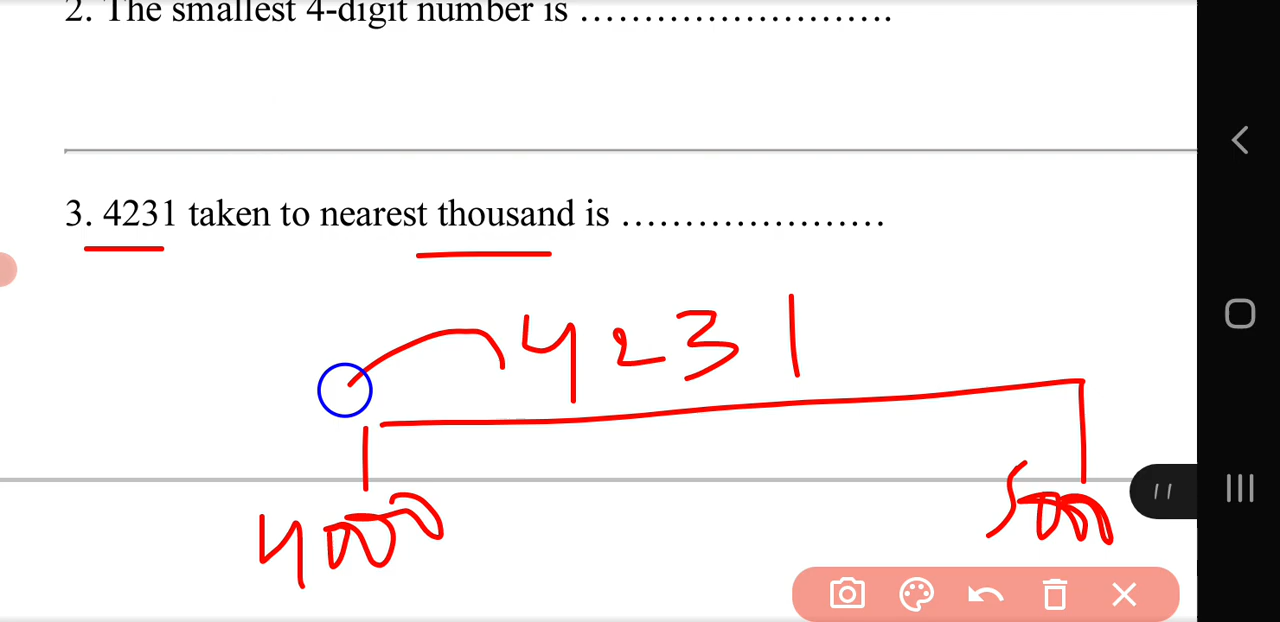 2. The smallest 4-digit number is ……………………….
3. 4231 taken to nearest thousand is …………………
4231
4000 5000